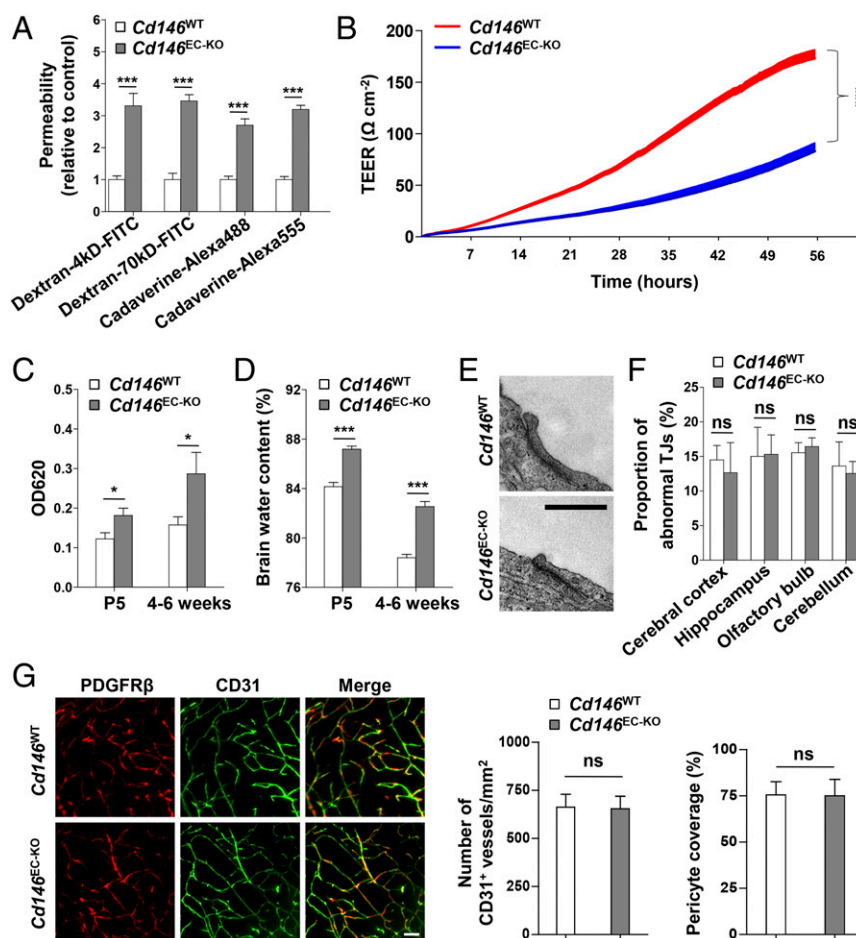 A
Cd146WT
Cd146EC-KO
Permeability
(relative to control)
6
5
4
3
2
1
0
***
***
***
***
Dextran-4kD-FITC
Dextran-70kD-FITC
Cadaverine-Alexa488
Cadaverine-Alexa555
B
Cd146WT
Cd146EC-KO
TEER (Ω cm-2)
200
150
100
50
0
7 14 21 28 35 42 49 56
Time (hours)
C
Cd146WT
Cd146EC-KO
OD620
0.5
0.4
0.3
0.2
0.1
0.0
*
*
P5 4-6 weeks
D
Cd146WT
Cd146EC-KO
Brain water content (%)
92
88
84
80
76
***
***
P5 4-6 weeks
E
Cd146WT
Cd146EC-KO
F
Cd146WT
Cd146EC-KO
Proportion of
abnormal TJs (%)
25
20
15
10
5
0
ns ns ns ns
Cerebral cortex
Hippocampus
Olfactory bulb
Cerebellum
G
PDGFRβ CD31 Merge
Cd146WT
Cd146EC-KO
Cd146WT
Cd146EC-KO
Number of
CD31+ vessels/mm2
1000
750
500
250
0
ns
Pericyte coverage (%)
100
75
50
25
0
ns